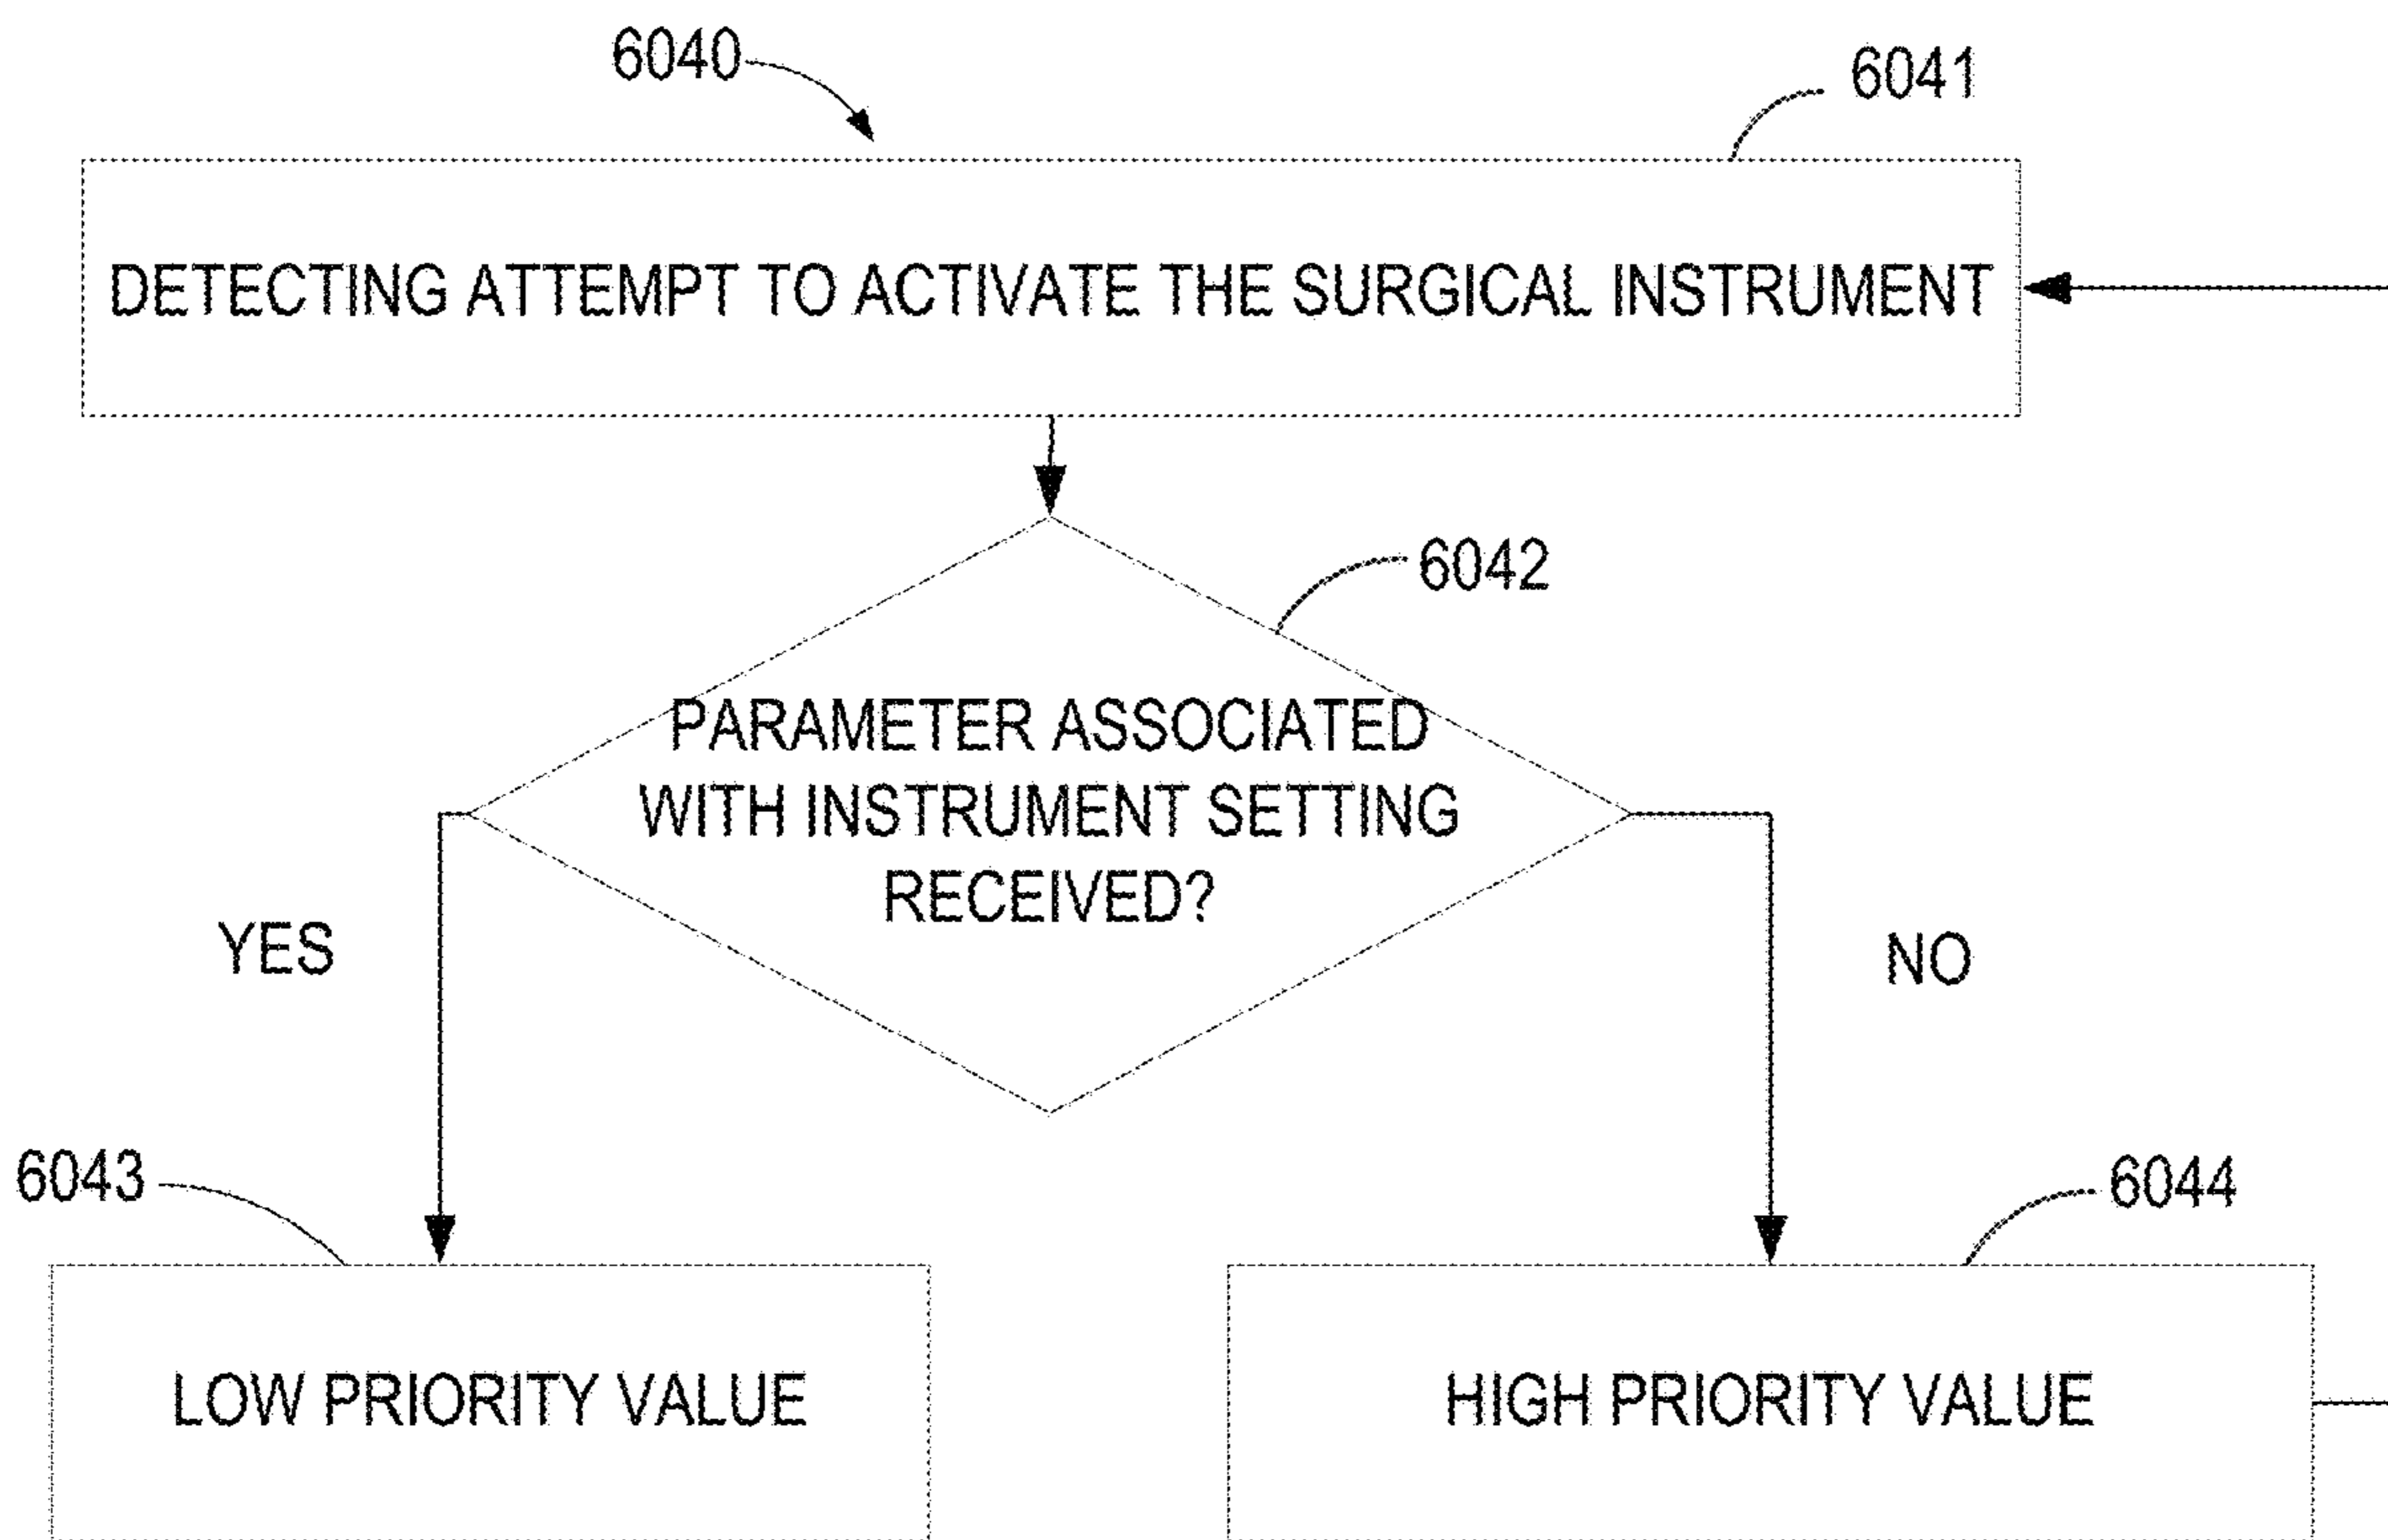 6040
6041
DETECTING ATTEMPT TO ACTIVATE THE SURGICAL INSTRUMENT
6042
PARAMETER ASSOCIATED
WITH INSTRUMENT SETTING
RECEIVED?
YES
NO
6043
6044
LOW PRIORITY VALUE
HIGH PRIORITY VALUE